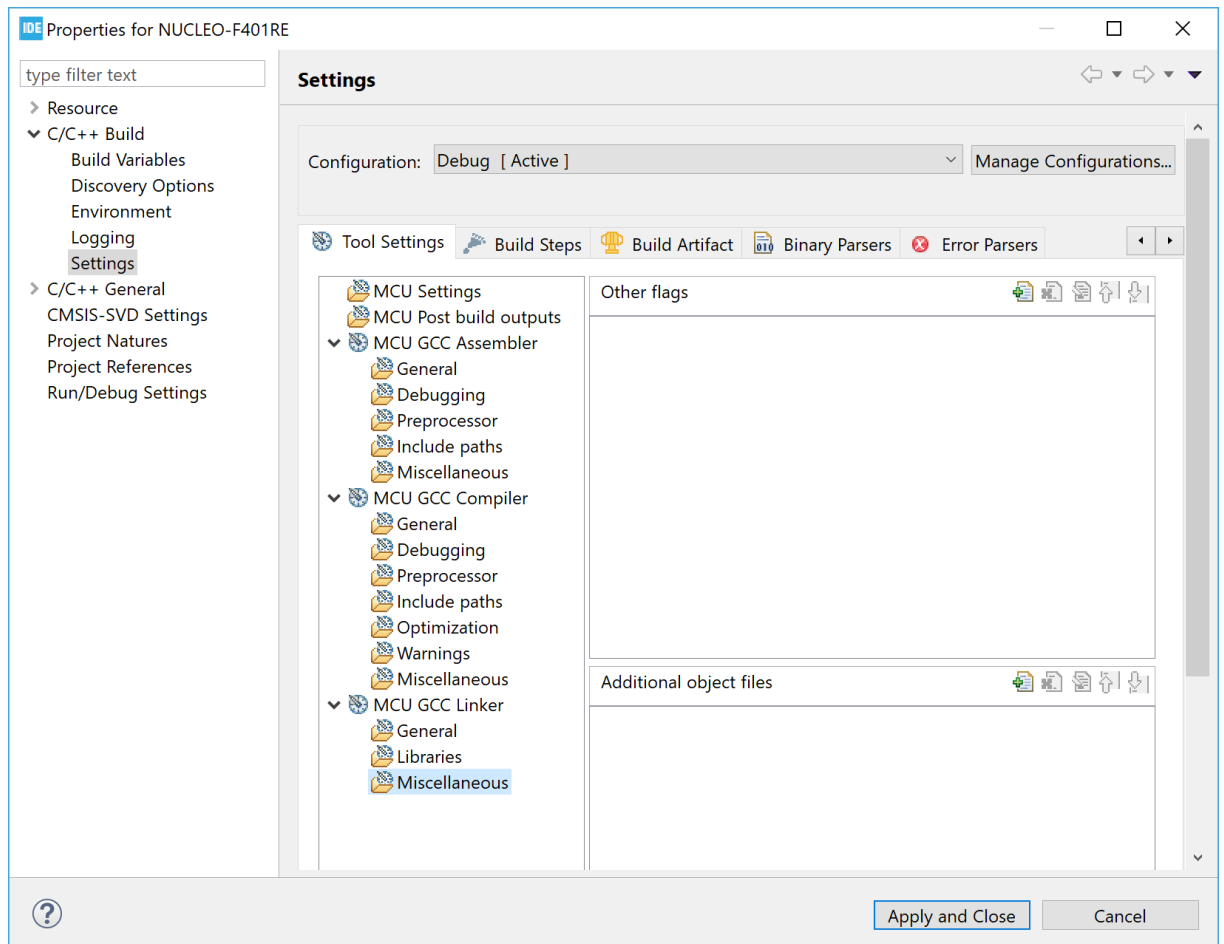 IDE Properties for NUCLEO-F401RE
type filter text
Resource
C/C++ Build
Build Variables
Discovery Options
Environment
Logging
Settings
C/C++ General
CMSIS-SVD Settings
Project Natures
Project References
Run/Debug Settings
Settings
Configuration: Debug [ Active ] Manage Configurations...
Tool Settings Build Steps Build Artifact 010 Binary Parsers Error Parsers
MCU Settings
MCU Post build outputs
MCU GCC Assembler
General
Debugging
Preprocessor
Include paths
Miscellaneous
MCU GCC Compiler
General
Debugging
Preprocessor
Include paths
Optimization
Warnings
Miscellaneous
MCU GCC Linker
General
Libraries
Miscellaneous
Other flags
Additional object files
? Apply and Close Cancel